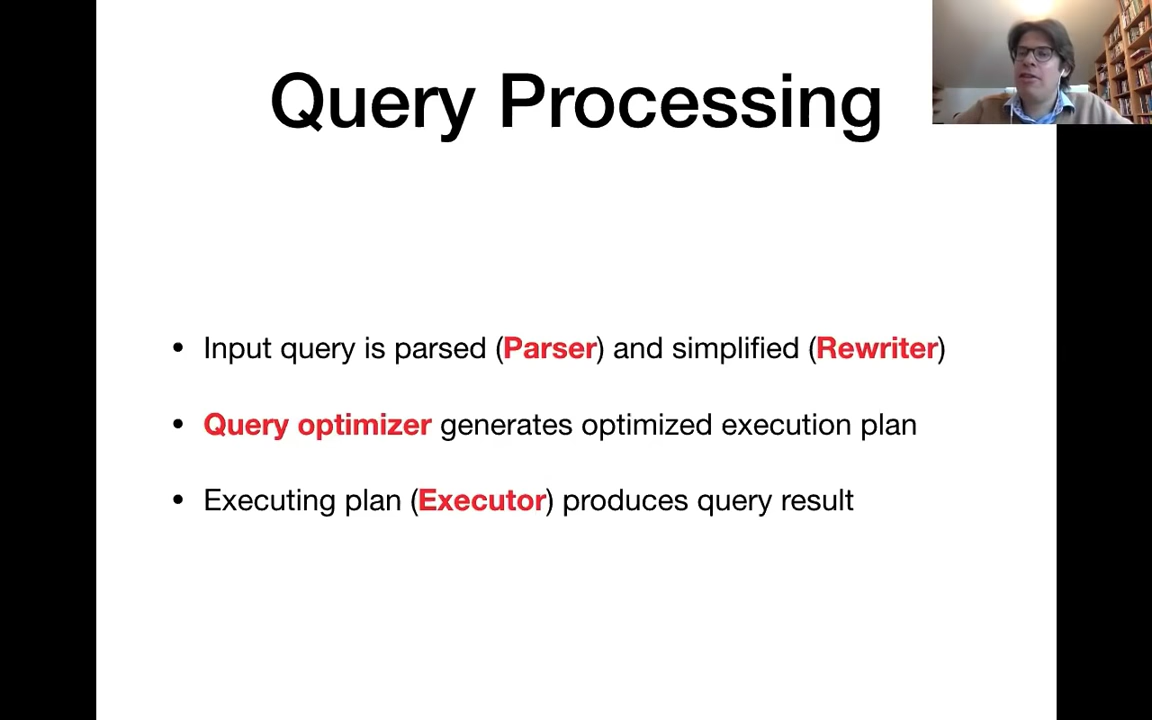 Query Processing
• Input query is parsed (Parser) and simplified (Rewriter)
• Query optimizer generates optimized execution plan
• Executing plan (Executor) produces query result